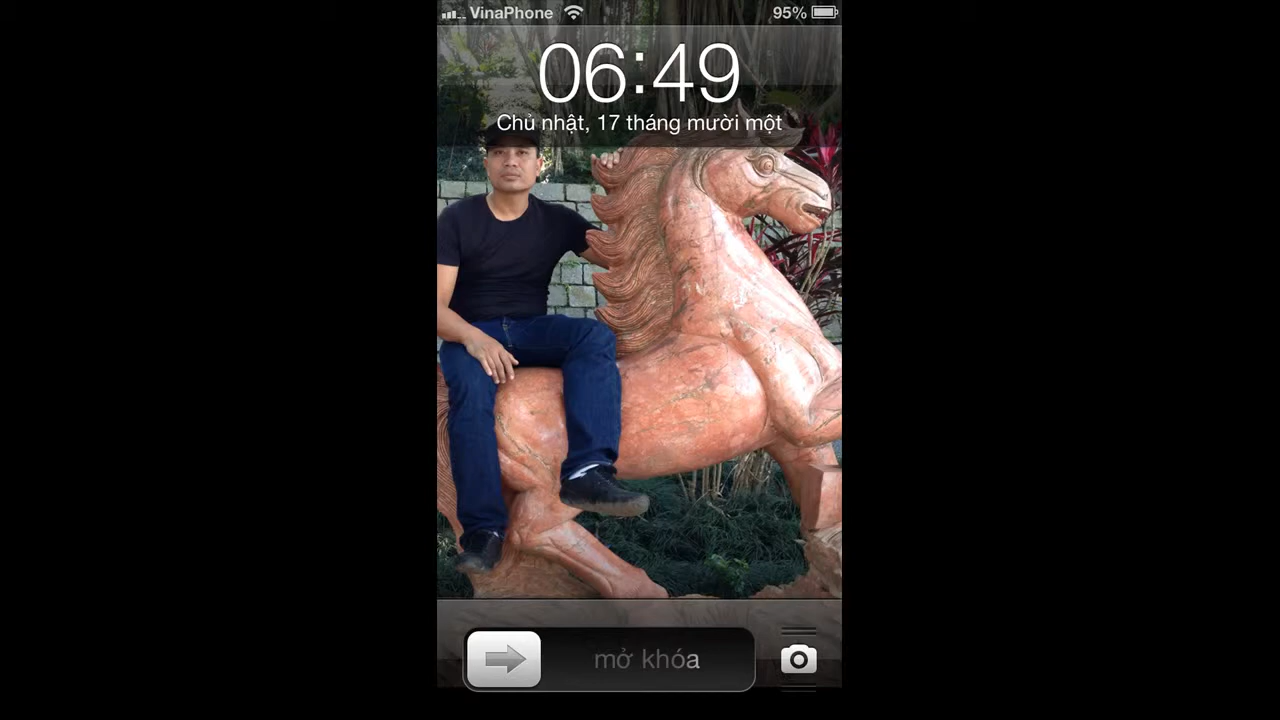 VinaPhone 95%
06:49
Chủ nhật, 17 tháng mười một
mở khóa